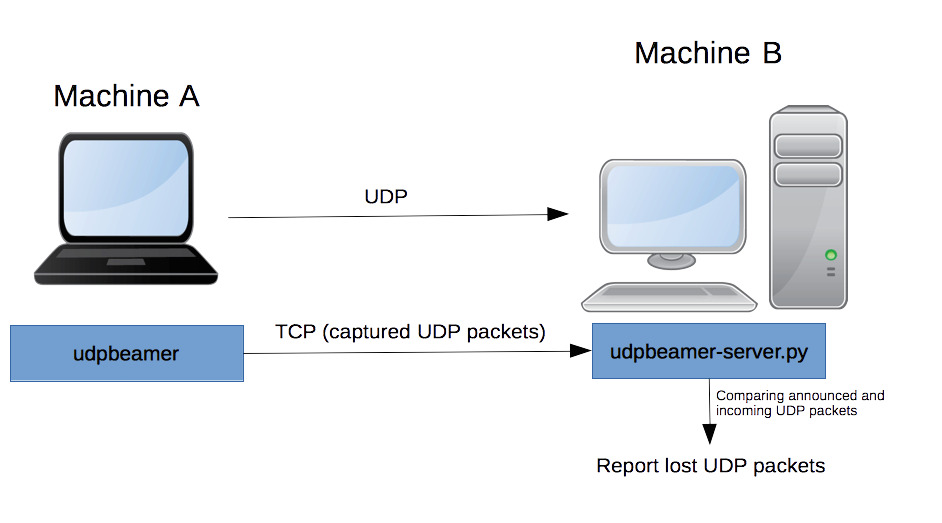 Machine B
Machine A
UDP
TCP (captured UDP packets)
udpbeamer
udpbeamer-server.py
Comparing announced and
incoming UDP packets
Report lost UDP packets